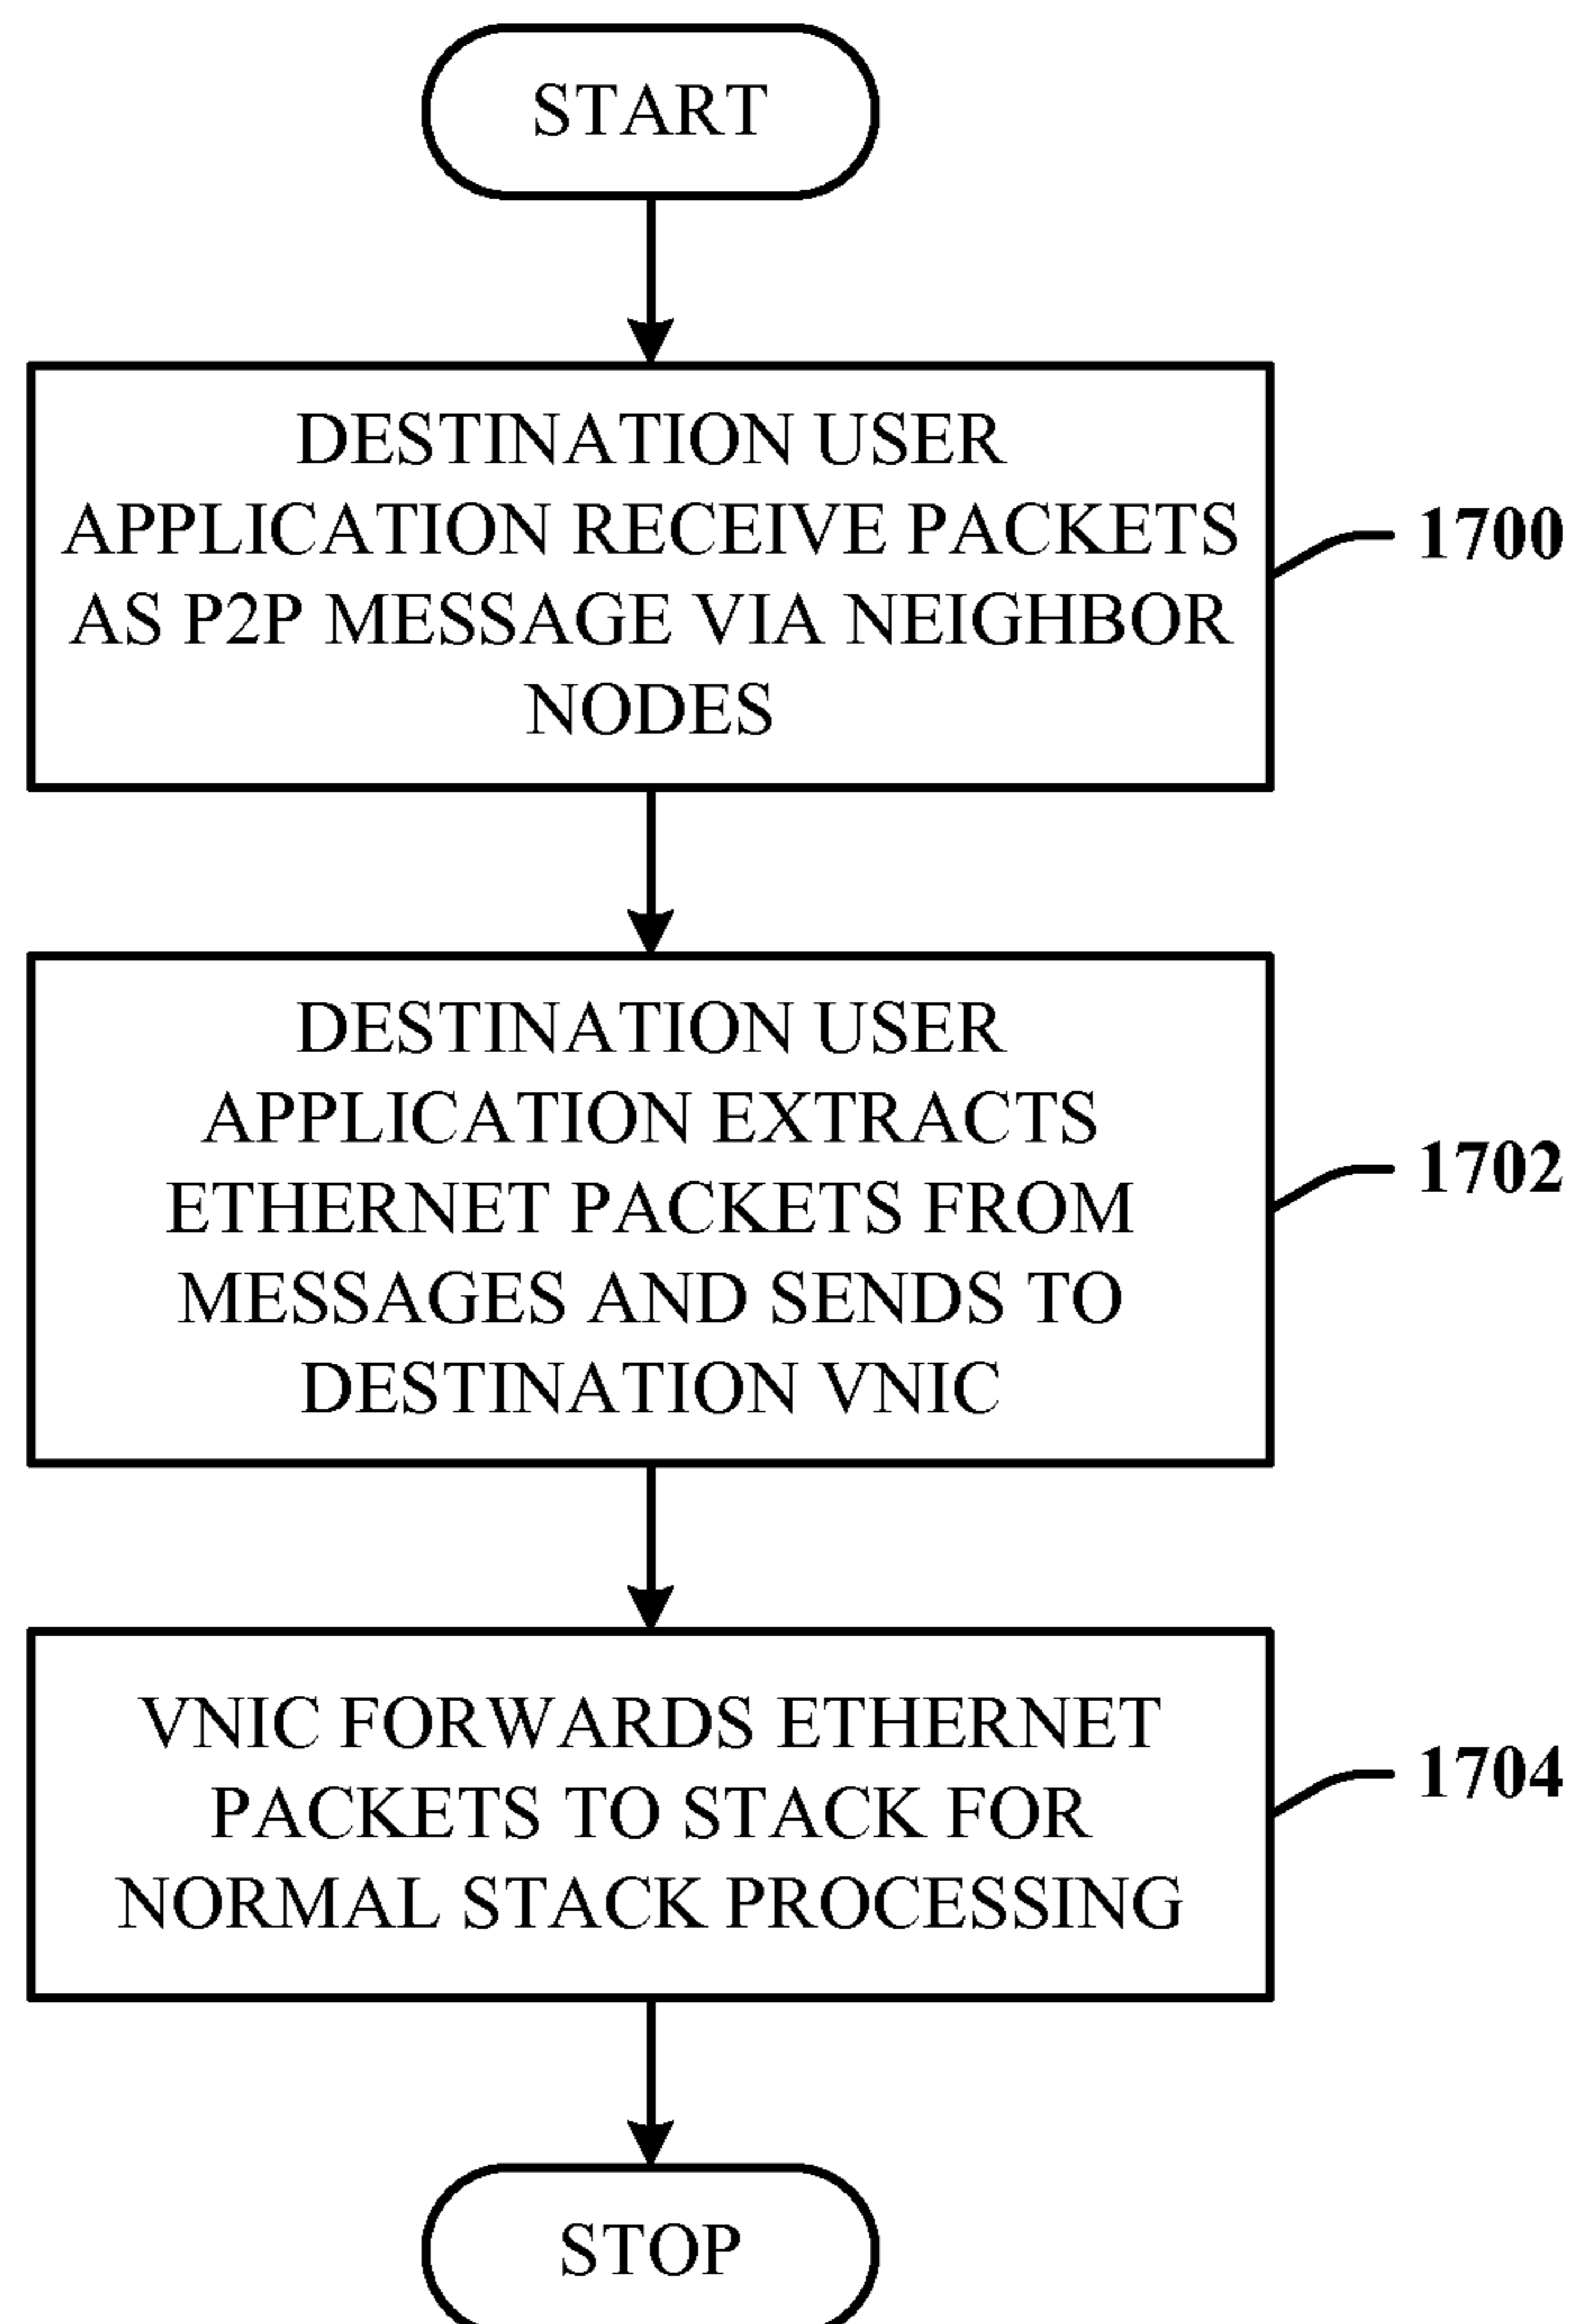 START
DESTINATION USER
APPLICATION RECEIVE PACKETS
AS P2P MESSAGE VIA NEIGHBOR
NODES
1700
DESTINATION USER
APPLICATION EXTRACTS
ETHERNET PACKETS FROM
MESSAGES AND SENDS TO
DESTINATION VNIC
1702
VNIC FORWARDS ETHERNET
PACKETS TO STACK FOR
NORMAL STACK PROCESSING
1704
STOP